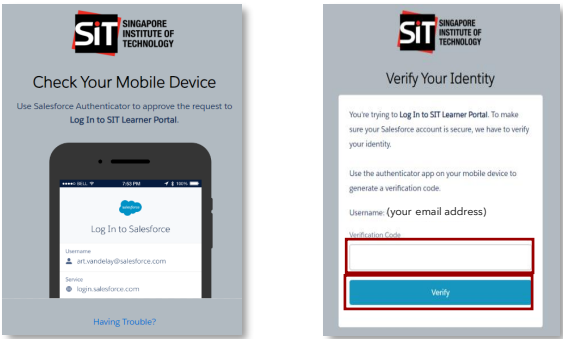 SiT
SINGAPORE
INSTITUTE OF
TECHNOLOGY
Check Your Mobile Device
Use Salesforce Authenticator to approve the request to
Log In to SIT Learner Portal.
BELL 7:53 PM 100%
salesforce
Log In to Salesforce
Username
art.vandelay@salesforce.com
Service
login.salesforce.com
Having Trouble?
SiT
SINGAPORE
INSTITUTE OF
TECHNOLOGY
Verify Your Identity
You're trying to Log In to SIT Learner Portal. To make
sure your Salesforce account is secure, we have to verify
your identity.
Use the authenticator app on your mobile device to
generate a verification code.
Username: (your email address)
Verification Code
Verify